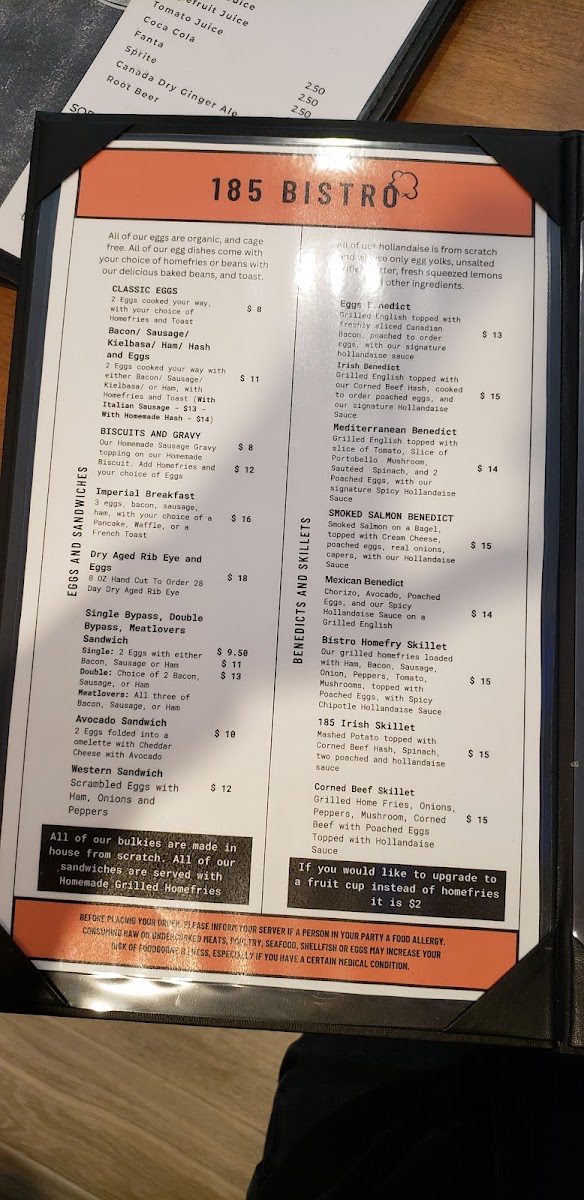 Juice
Tomato Juice
Coca Cola
Fanta
Sprite
Canada Dry Ginger Ale
Root Beer
2.50
2.50
2.50
185 BISTRO
All of our eggs are organic, and cage
free. All of our egg dishes come with
your choice of homefries or beans with
our delicious baked beans, and toast.
EGGS AND SANDWICHES
CLASSIC EGGS
2 Eggs cooked your way, $ 8
with your choice of
Homefries and Toast
Bacon/ Sausage/
Kielbasa/ Ham/ Hash
and Eggs
2 Eggs cooked your way with
either Bacon/ Sausage/ $ 11
Kielbasa/ or Ham, with
Homefries and Toast (With
Italian Sausage - $13 -
With Homemade Hash - $14)
BISCUITS AND GRAVY
Our Homemade Sausage Gravy $ 8
topping on our Homemade
Biscuit. Add Homefries and $ 12
your choice of Eggs
Imperial Breakfast
3 eggs, bacon, sausage,
ham, with your choice of a $ 16
Pancake, Waffle, or a
French Toast
Dry Aged Rib Eye and
Eggs
8 OZ Hand Cut To Order 28 $ 18
Day Dry Aged Rib Eye
Single Bypass, Double
Bypass, Meatlovers
Sandwich
Single: 2 Eggs with either $ 9.50
Bacon, Sausage or Ham $ 11
Double: Choice of 2 Bacon, $ 13
Sausage, or Ham
Meatlovers: All three of
Bacon, Sausage, or Ham
Avocado Sandwich
2 Eggs folded into a $ 10
omelette with Cheddar
Cheese with Avocado
Western Sandwich
Scrambled Eggs with $ 12
Ham, Onions and
Peppers
All of our bulkies are made in
house from scratch. All of our
sandwiches are served with
Homemade Grilled Homefries
All of our hollandaise is from scratch
and we use only egg yolks, unsalted
butter, fresh squeezed lemons
other ingredients.
BENEDICTS AND SKILLETS
Eggs Benedict
Grilled English topped with
freshly sliced Canadian
Bacon, poached to order $ 13
eggs, with our signature
hollandaise sauce
Irish Benedict
Grilled English topped with
our Corned Beef Hash, cooked
to order poached eggs, and $ 15
our signature Hollandaise
Sauce
Mediterranean Benedict
Grilled English topped with
slice of Tomato, Slice of
Portobello Mushroom,
Sautéed Spinach, and 2 $ 14
Poached Eggs, with our
signature Spicy Hollandaise
Sauce
SMOKED SALMON BENEDICT
Smoked Salmon on a Bagel,
topped with Cream Cheese,
poached eggs, real onions, $ 15
capers, with our Hollandaise
Sauce
Mexican Benedict
Chorizo, Avocado, Poached
Eggs, and our Spicy $ 14
Hollandaise Sauce on a
Grilled English
Bistro Homefry Skillet
Our grilled homefries loaded
with Ham, Bacon, Sausage,
Onion, Peppers, Tomato, $ 15
Mushrooms, topped with
Poached Eggs, with Spicy
Chipotle Hollandaise Sauce
185 Irish Skillet
Mashed Potato topped with
Corned Beef Hash, Spinach, $ 15
two poached and hollandaise
sauce
Corned Beef Skillet
Grilled Home Fries, Onions,
Peppers, Mushroom, Corned $ 15
Beef with Poached Eggs
Topped with Hollandaise
Sauce
If you would like to upgrade to
a fruit cup instead of homefries
it is $2
BEFORE PLACING YOUR ORDER, PLEASE INFORM YOUR SERVER IF A PERSON IN YOUR PARTY A FOOD ALLERGY.
CONSUMING RAW OR UNDERCOOKED MEATS, POULTRY, SEAFOOD, SHELLFISH OR EGGS MAY INCREASE YOUR
RISK OF FOODBORNE ILLNESS, ESPECIALLY IF YOU HAVE A CERTAIN MEDICAL CONDITION.